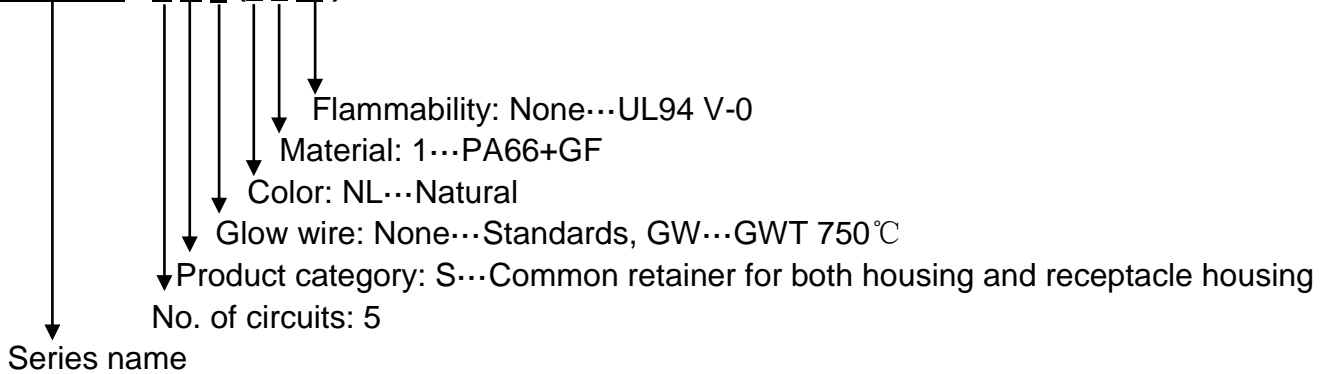 Flammability: None⋯UL94 V-0
Material: 1⋯PA66+GF
Color: NL⋯Natural
Glow wire: None⋯Standards, GW⋯GWT 750℃
Product category: S⋯Common retainer for both housing and receptacle housing
No. of circuits: 5
Series name